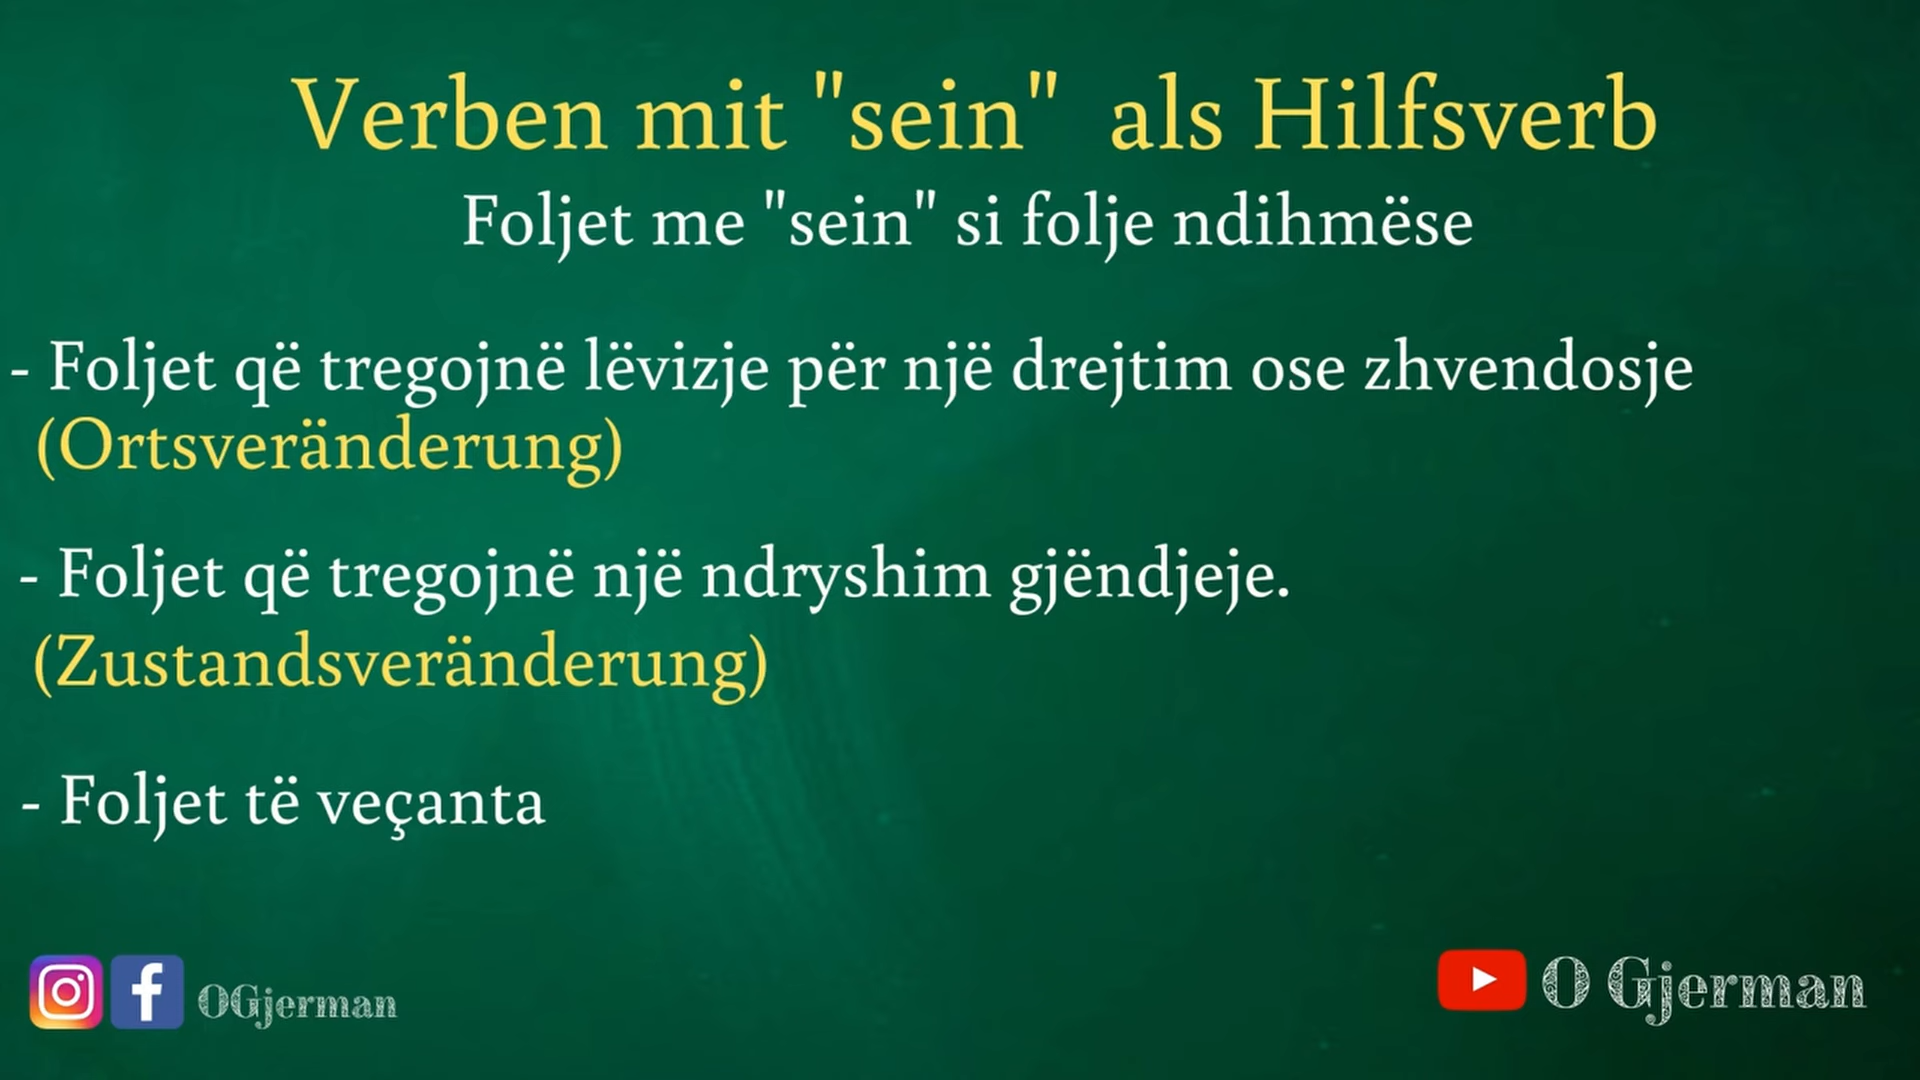 Verben mit "sein" als Hilfsverb
Foljet me "sein" si folje ndihmëse
- Foljet që tregojnë lëvizje për një drejtim ose zhvendosje
(Ortsveränderung)
- Foljet që tregojnë një ndryshim gjëndjeje.
(Zustandsveränderung)
- Foljet të veçanta
OGjerman
O Gjerman